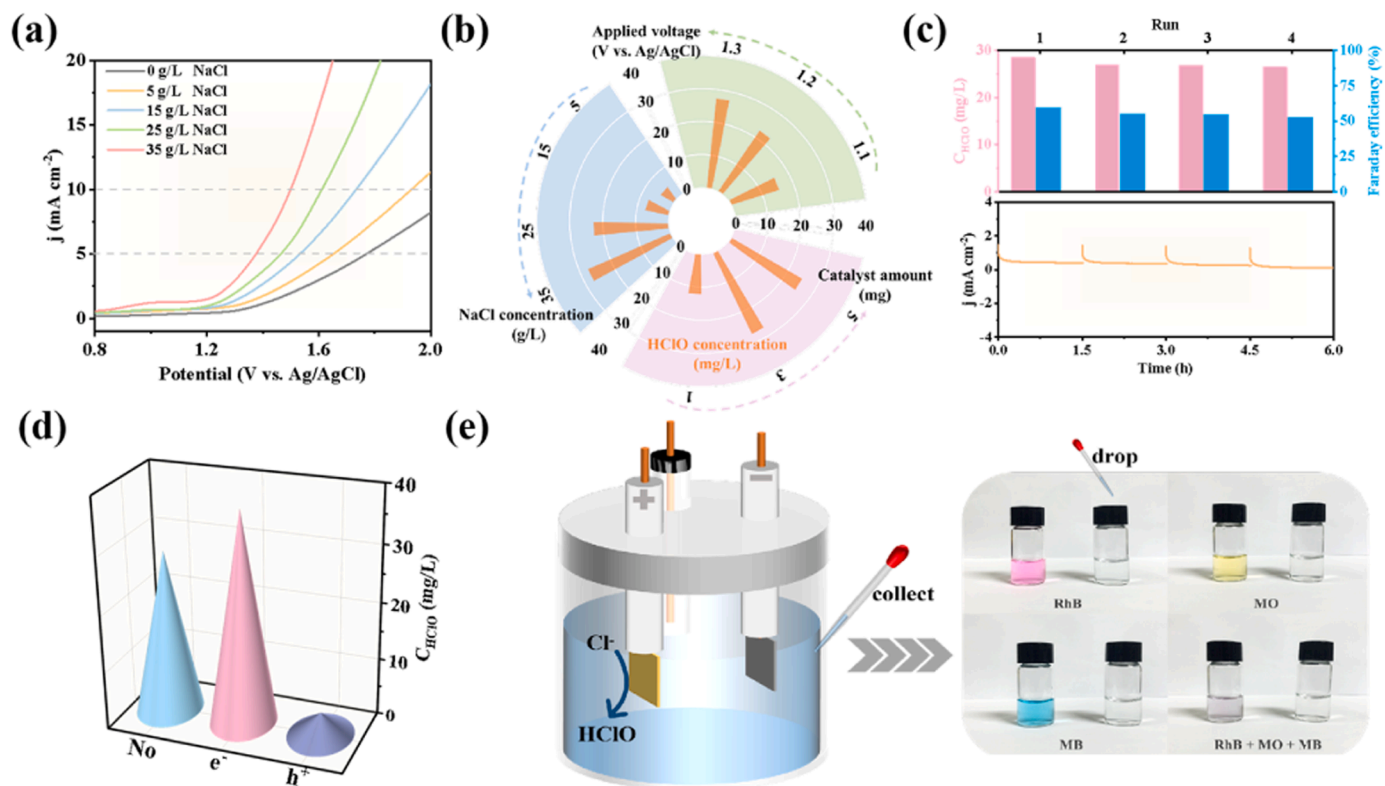 (a)
20
15
10
5
0
j (mA cm⁻²)
0 g/L NaCl
5 g/L NaCl
15 g/L NaCl
25 g/L NaCl
35 g/L NaCl
0.8
1.2
1.6
2.0
Potential (V vs. Ag/AgCl)
(b)
Applied voltage
(V vs. Ag/AgCl)
1.3
1.2
1.1
40
30
20
10
0
0
10
20
30
40
5
15
25
35
NaCl concentration
(g/L)
0
10
20
30
40
Catalyst amount
(mg)
5
3
1
HClO concentration
(mg/L)
(c)
Run
1
2
3
4
30
20
10
0
C_HClO (mg/L)
100
75
50
25
0
Faraday efficiency (%)
4
2
0
-2
-4
j (mA cm⁻²)
0.0
1.5
3.0
4.5
6.0
Time (h)
(d)
40
30
20
10
0
C_HClO (mg/L)
No
e⁻
h⁺
(e)
+
−
Cl⁻
HClO
collect
drop
RhB
MO
MB
RhB + MO + MB